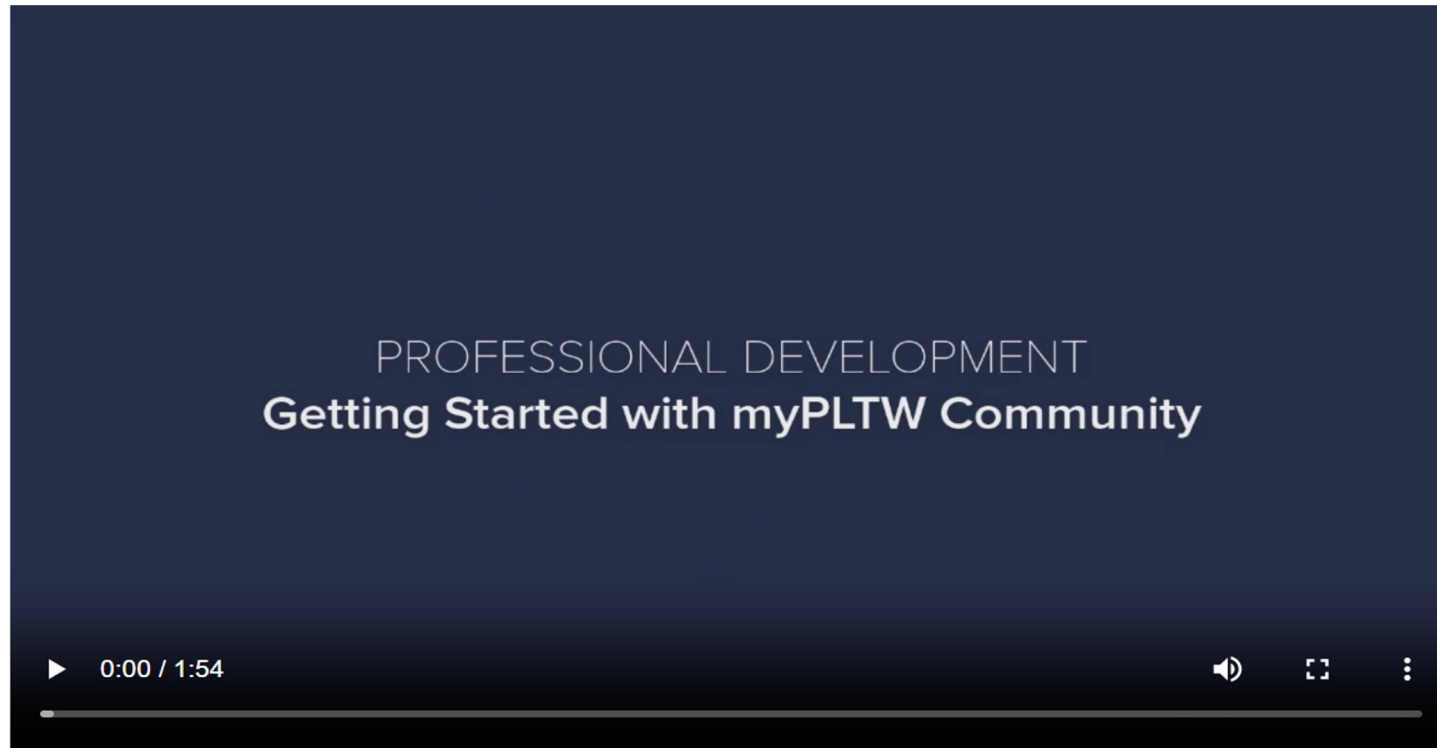 PROFESSIONAL DEVELOPMENT
Getting Started with myPLTW Community
0:00 / 1:54